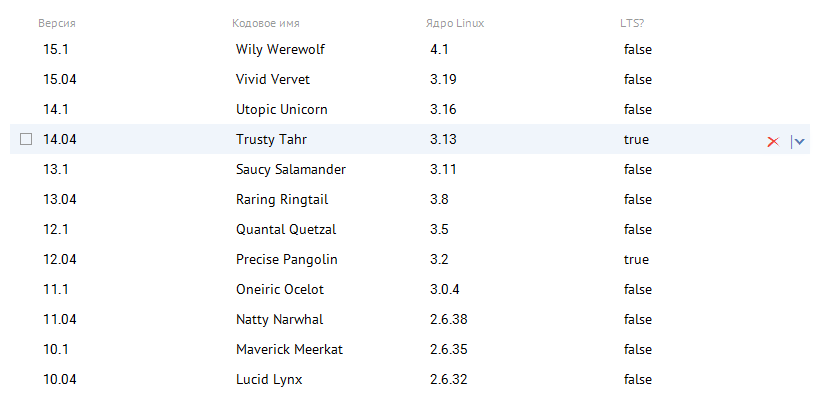 Версия Кодовое имя Ядро Linux LTS?
15.1 Wily Werewolf 4.1 false
15.04 Vivid Vervet 3.19 false
14.1 Utopic Unicorn 3.16 false
14.04 Trusty Tahr 3.13 true
13.1 Saucy Salamander 3.11 false
13.04 Raring Ringtail 3.8 false
12.1 Quantal Quetzal 3.5 false
12.04 Precise Pangolin 3.2 true
11.1 Oneiric Ocelot 3.0.4 false
11.04 Natty Narwhal 2.6.38 false
10.1 Maverick Meerkat 2.6.35 false
10.04 Lucid Lynx 2.6.32 false